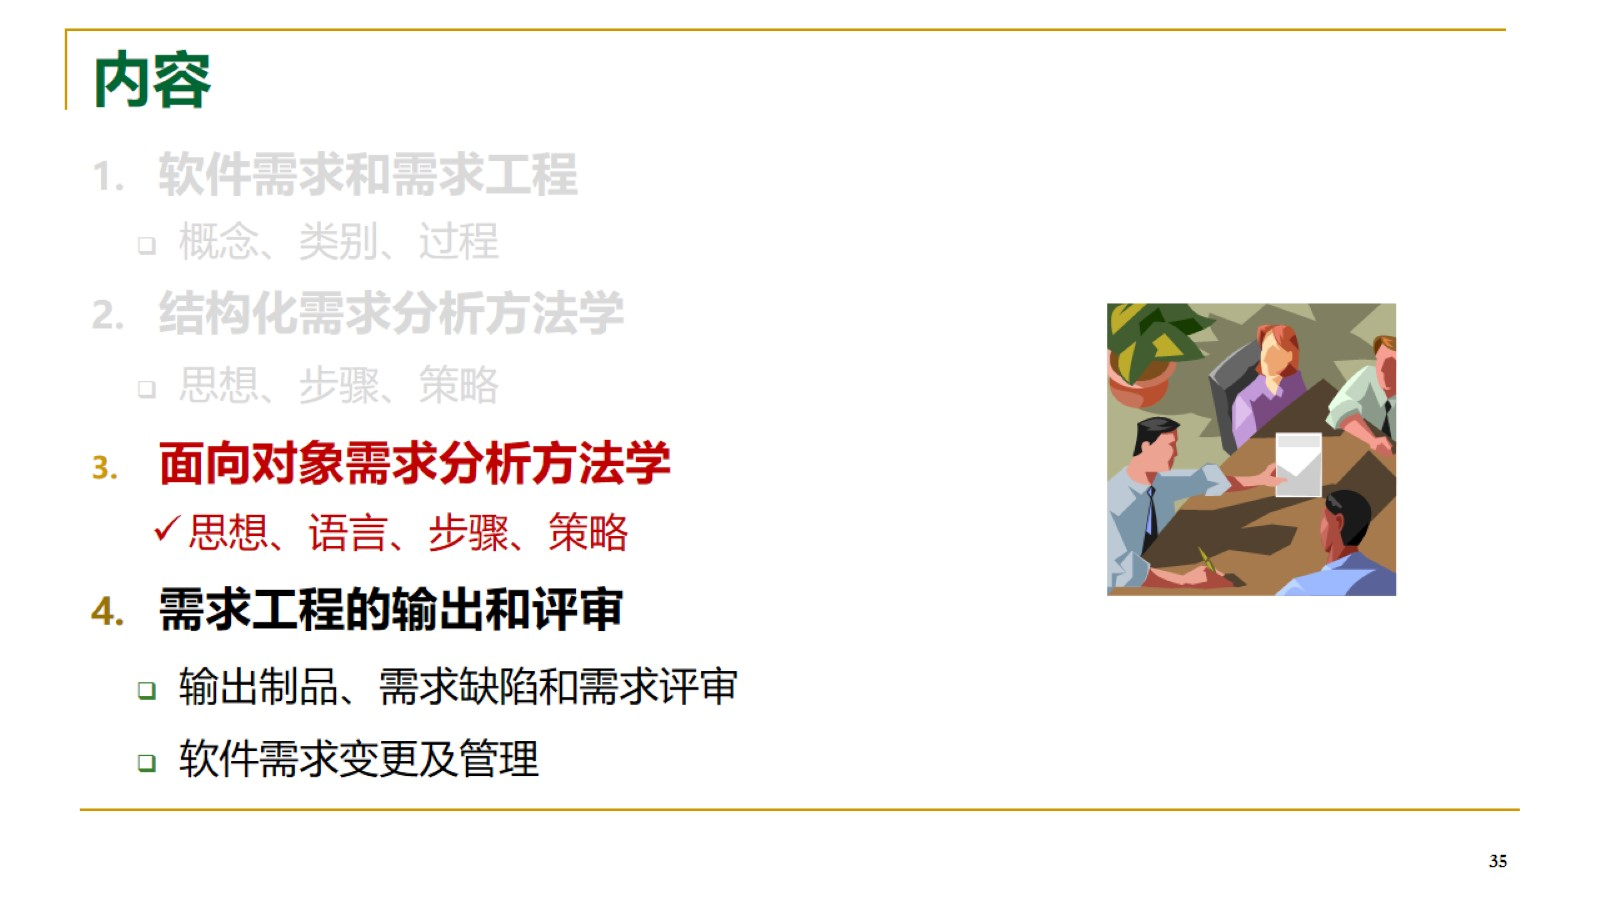 内容
1. 软件需求和需求工程
❑ 概念、类别、过程
2. 结构化需求分析方法学
❑ 思想、步骤、策略
3. 面向对象需求分析方法学
✓思想、语言、步骤、策略
4. 需求工程的输出和评审
❑ 输出制品、需求缺陷和需求评审
❑ 软件需求变更及管理
35